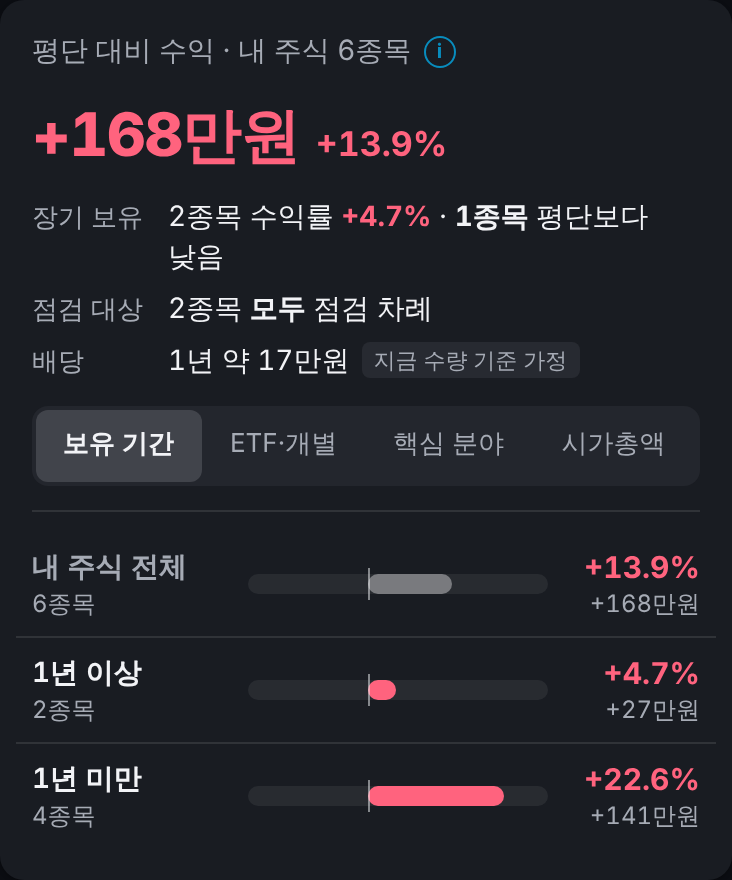 평단 대비 수익 · 내 주식 6종목 i
+168만원 +13.9%
장기 보유 2종목 수익률 +4.7% · 1종목 평단보다
낮음
점검 대상 2종목 모두 점검 차례
배당 1년 약 17만원 지금 수량 기준 가정
보유 기간 ETF·개별 핵심 분야 시가총액
내 주식 전체 +13.9%
6종목 +168만원
1년 이상 +4.7%
2종목 +27만원
1년 미만 +22.6%
4종목 +141만원